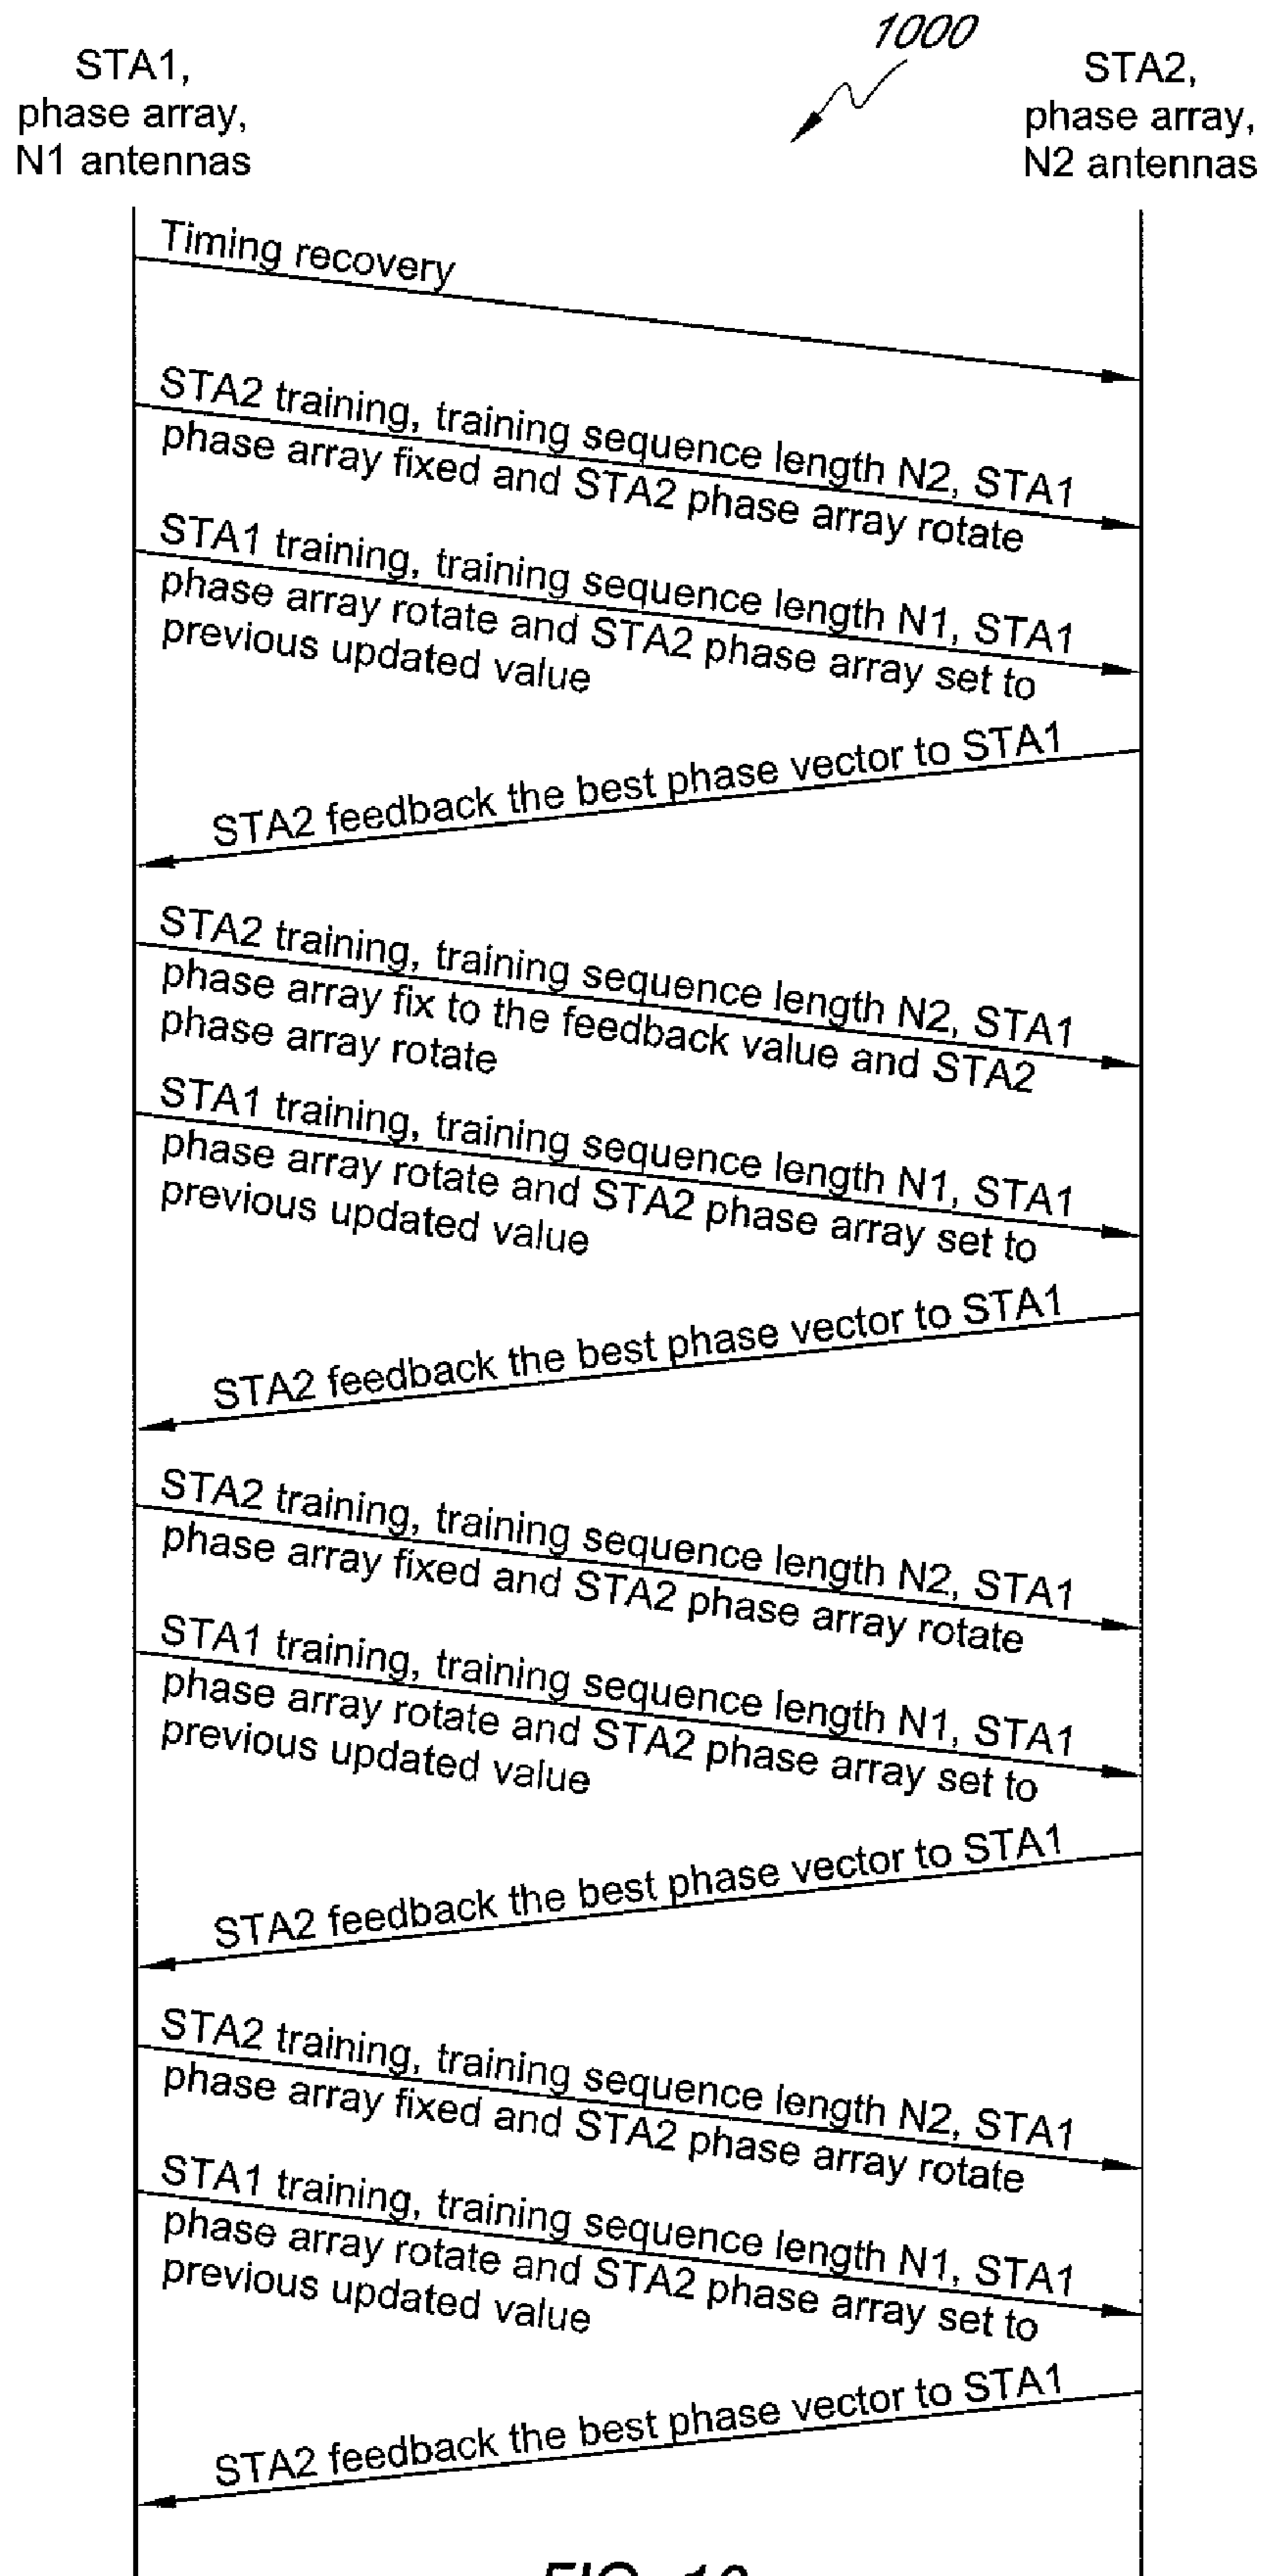 1000
STA1,
phase array,
N1 antennas
STA2,
phase array,
N2 antennas
Timing recovery
STA2 training, training sequence length N2, STA1
phase array fixed and STA2 phase array rotate
STA1 training, training sequence length N1, STA1
phase array rotate and STA2 phase array set to
previous updated value
STA2 feedback the best phase vector to STA1
STA2 training, training sequence length N2, STA1
phase array fix to the feedback value and STA2
phase array rotate
STA1 training, training sequence length N1, STA1
phase array rotate and STA2 phase array set to
previous updated value
STA2 feedback the best phase vector to STA1
STA2 training, training sequence length N2, STA1
phase array fixed and STA2 phase array rotate
STA1 training, training sequence length N1, STA1
phase array rotate and STA2 phase array set to
previous updated value
STA2 feedback the best phase vector to STA1
STA2 training, training sequence length N2, STA1
phase array fixed and STA2 phase array rotate
STA1 training, training sequence length N1, STA1
phase array rotate and STA2 phase array set to
previous updated value
STA2 feedback the best phase vector to STA1